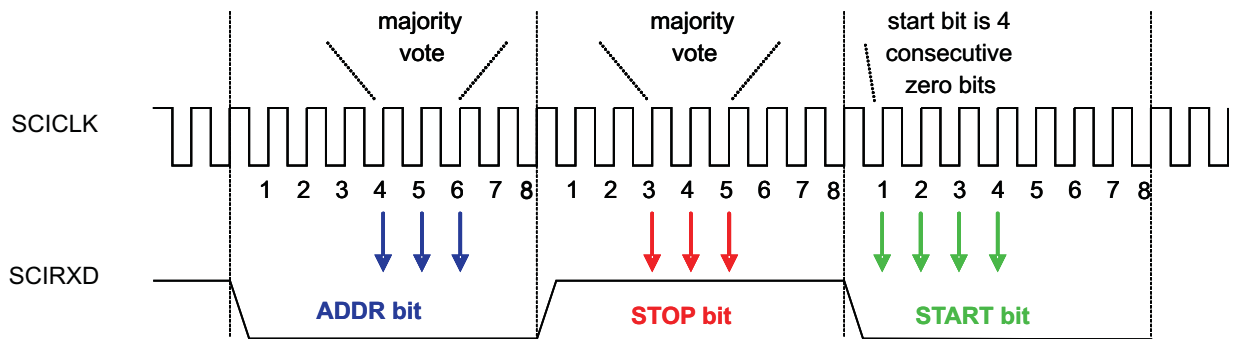 majority
vote
majority
vote
start bit is 4
consecutive
zero bits
SCICLK
1 2 3 4 5 6 7 8 1 2 3 4 5 6 7 8 1 2 3 4 5 6 7 8
SCIRXD
ADDR bit
STOP bit
START bit